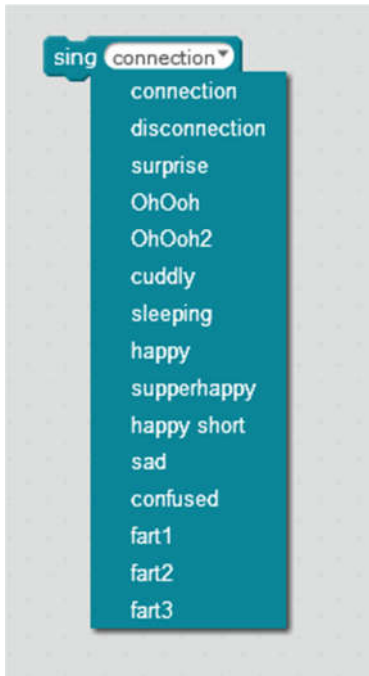 sing connection
connection
disconnection
surprise
OhOoh
OhOoh2
cuddly
sleeping
happy
supperhappy
happy short
sad
confused
fart1
fart2
fart3